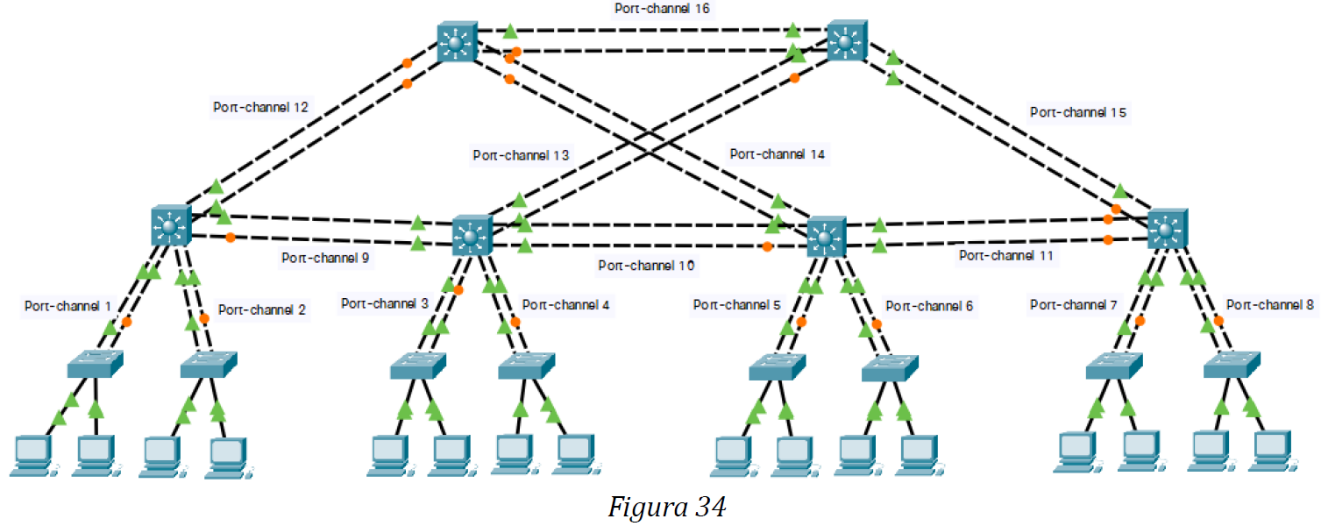 Port-channel 16
Port-channel 12
Port-channel 15
Port-channel 13
Port-channel 14
Port-channel 9
Port-channel 10
Port-channel 11
Port-channel 1
Port-channel 2
Port-channel 3
Port-channel 4
Port-channel 5
Port-channel 6
Port-channel 7
Port-channel 8
Figura 34